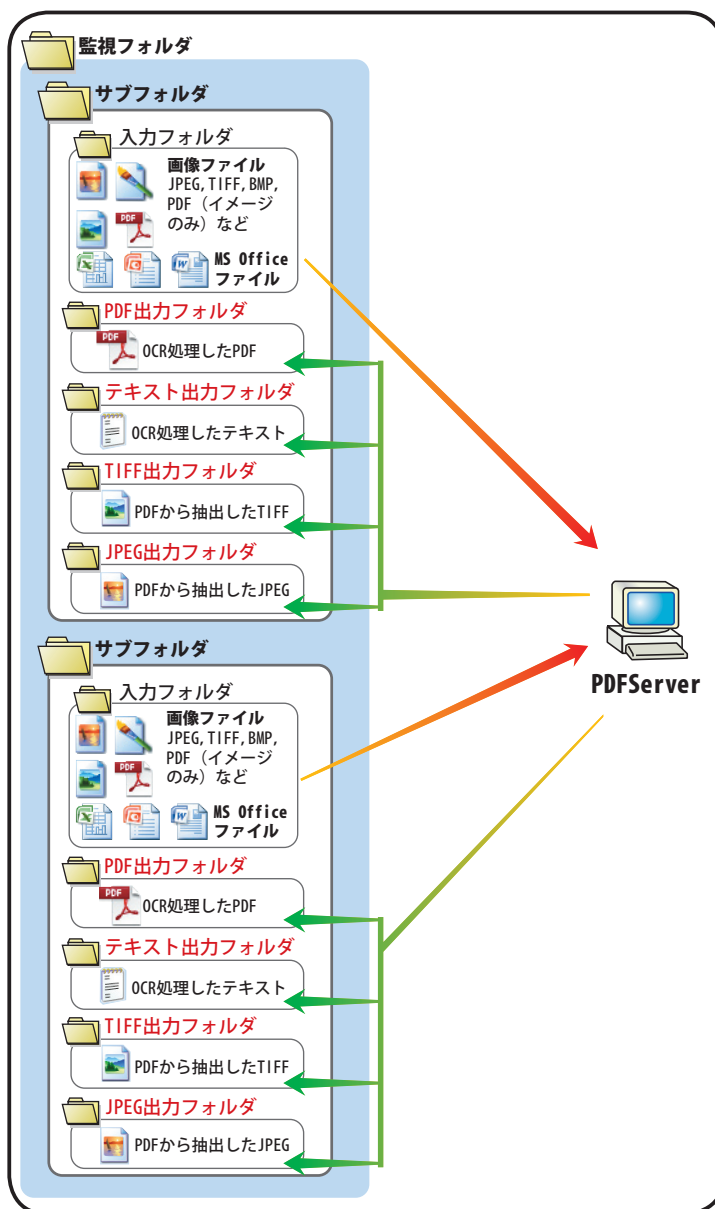 監視フォルダ
サブフォルダ
入力フォルダ
画像ファイル
JPEG, TIFF, BMP,
PDF（イメージ
のみ）など
PDF
MS Office
ファイル
PDF出力フォルダ
PDF
OCR処理したPDF
テキスト出力フォルダ
OCR処理したテキスト
TIFF出力フォルダ
PDFから抽出したTIFF
JPEG出力フォルダ
PDFから抽出したJPEG
PDFServer
サブフォルダ
入力フォルダ
画像ファイル
JPEG, TIFF, BMP,
PDF（イメージ
のみ）など
PDF
MS Office
ファイル
PDF出力フォルダ
PDF
OCR処理したPDF
テキスト出力フォルダ
OCR処理したテキスト
TIFF出力フォルダ
PDFから抽出したTIFF
JPEG出力フォルダ
PDFから抽出したJPEG